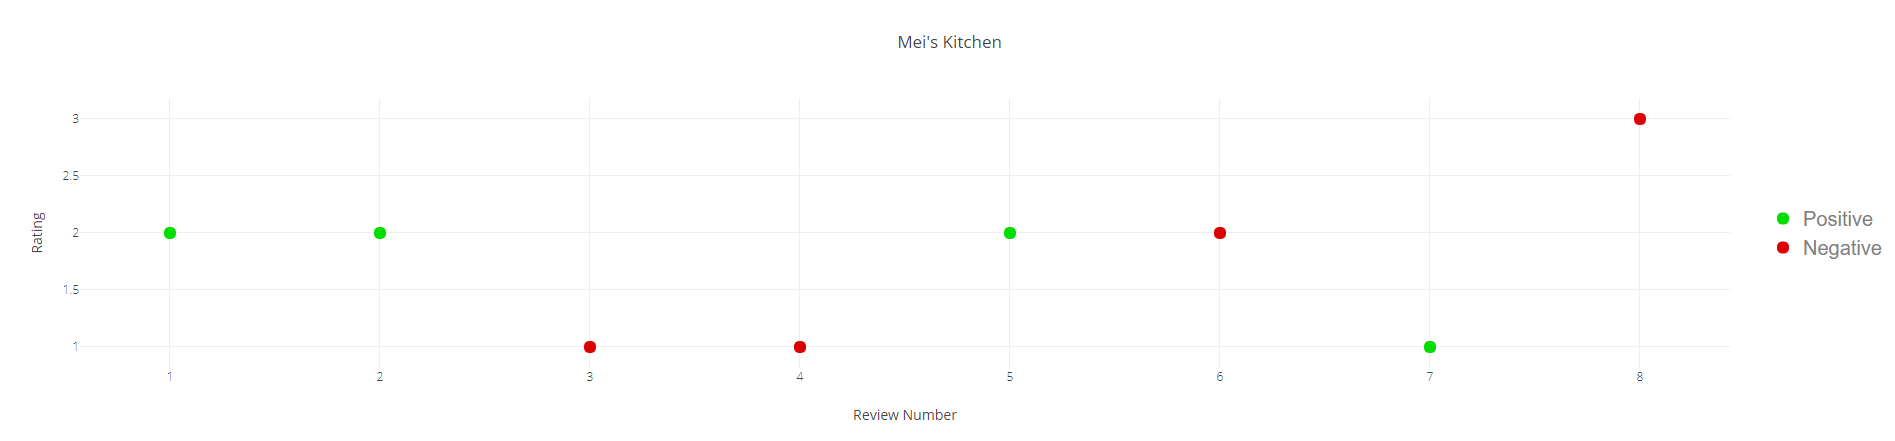 Mei's Kitchen
3
2.5
2
1.5
1
Rating
1 2 3 4 5 6 7 8
Review Number
Positive
Negative